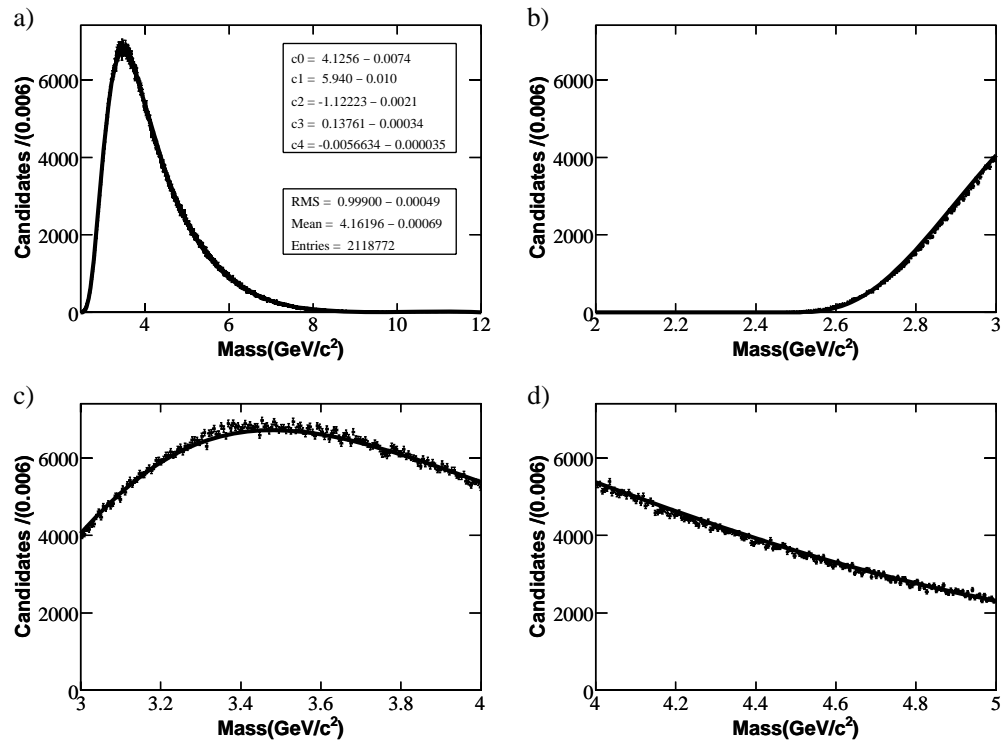 a)
Candidates /(0.006)
6000
4000
2000
0
4 6 8 10 12
Mass(GeV/c²)
c0 = 4.1256 − 0.0074
c1 = 5.940 − 0.010
c2 = -1.12223 − 0.0021
c3 = 0.13761 − 0.00034
c4 = -0.0056634 − 0.000035
RMS = 0.99900 − 0.00049
Mean = 4.16196 − 0.00069
Entries = 2118772
b)
Candidates /(0.006)
6000
4000
2000
0
2 2.2 2.4 2.6 2.8 3
Mass(GeV/c²)
c)
Candidates /(0.006)
6000
4000
2000
0
3 3.2 3.4 3.6 3.8 4
Mass(GeV/c²)
d)
Candidates /(0.006)
6000
4000
2000
0
4 4.2 4.4 4.6 4.8 5
Mass(GeV/c²)